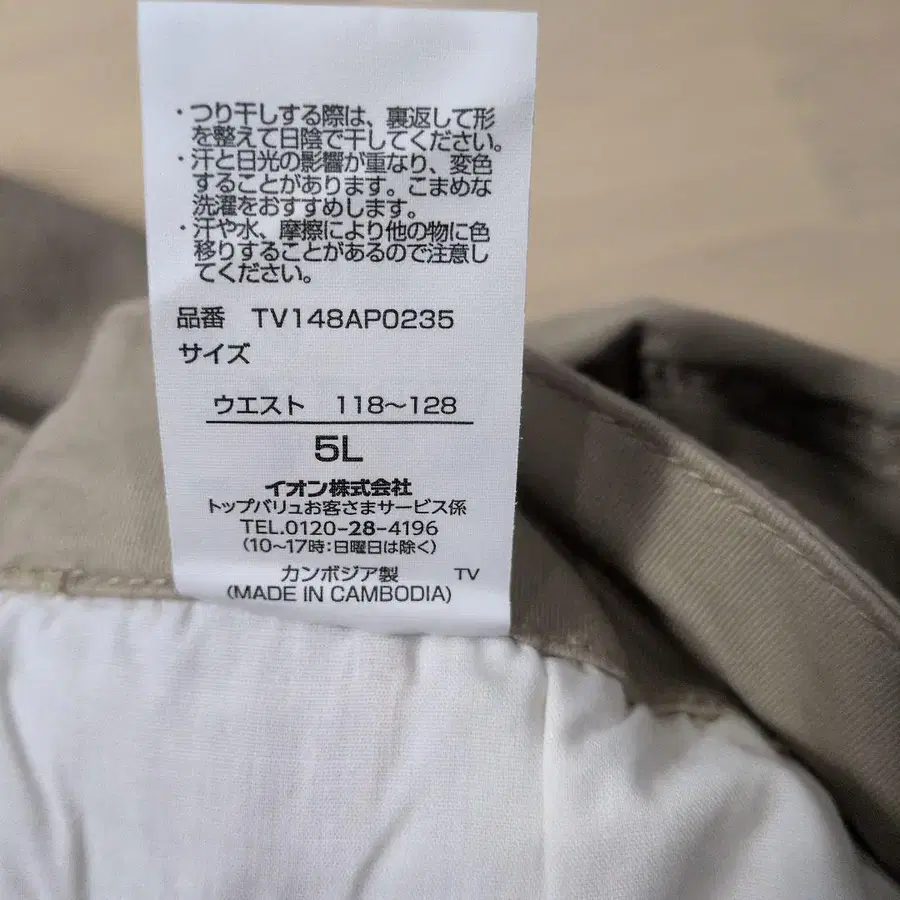 ・つり干しする際は、裏返して形
を整えて日陰で干してください。
・汗と日光の影響が重なり、変色
することがあります。こまめな
洗濯をおすすめします。
・汗や水、摩擦により他の物に色
移りすることがあるので注意し
てください。
品番 TV148AP0235
サイズ
ウエスト 118～128
5L
イオン株式会社
トップバリュお客さまサービス係
TEL.0120-28-4196
(10～17時:日曜日は除く)
カンボジア製 TV
(MADE IN CAMBODIA)